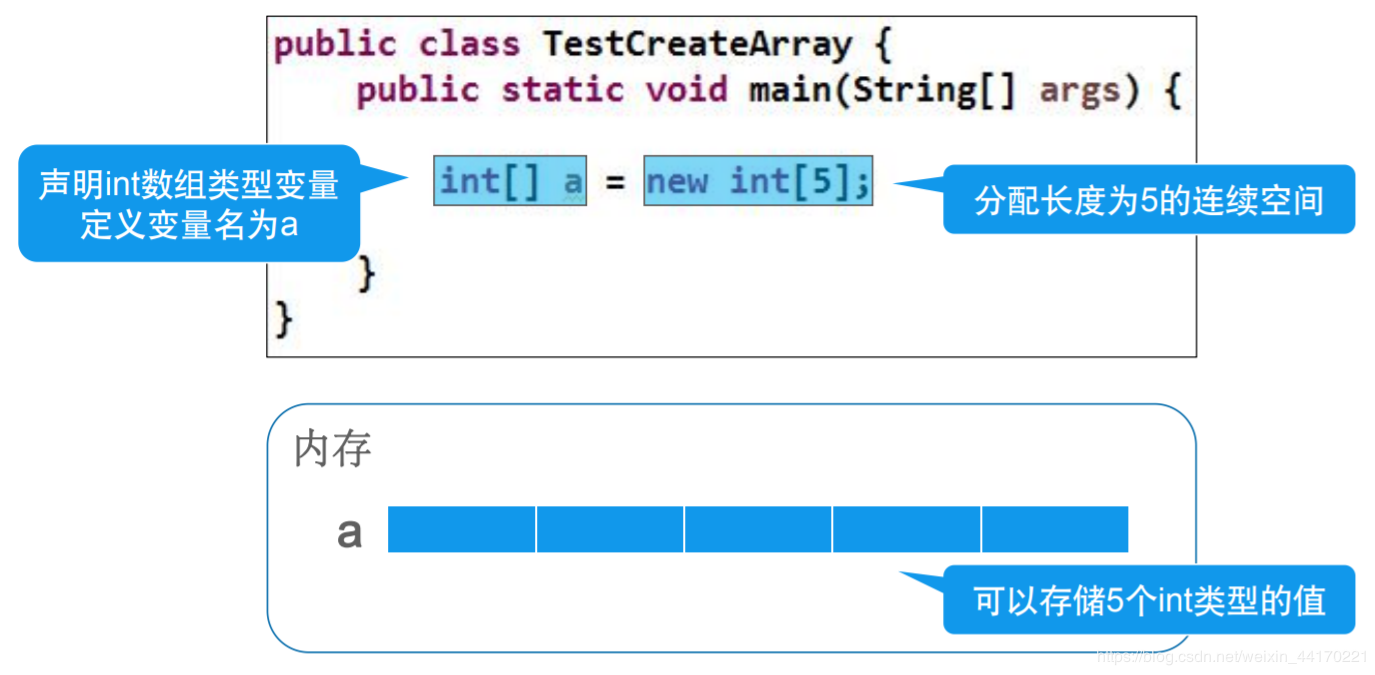 public class TestCreateArray {
public static void main(String[] args) {
声明int数组类型变量
定义变量名为a
int[] a = new int[5];
分配长度为5的连续空间
}
}
内存
a
可以存储5个int类型的值
https://blog.csdn.net/weixin_44170221